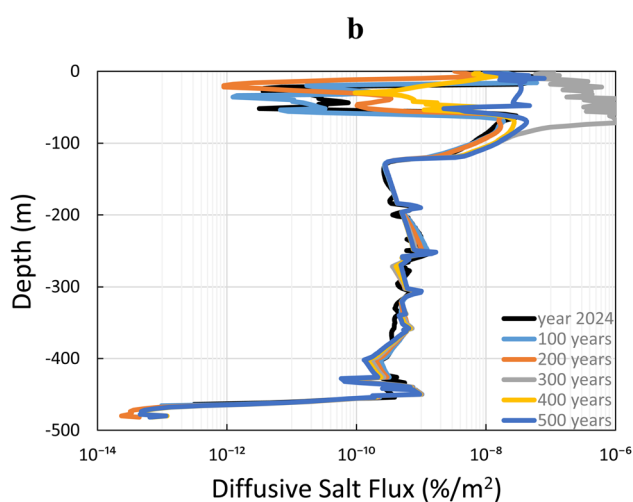 b
0
-100
-200
-300
-400
-500
Depth (m)
year 2024
100 years
200 years
300 years
400 years
500 years
10⁻¹⁴ 10⁻¹² 10⁻¹⁰ 10⁻⁸ 10⁻⁶
Diffusive Salt Flux (%/m²)